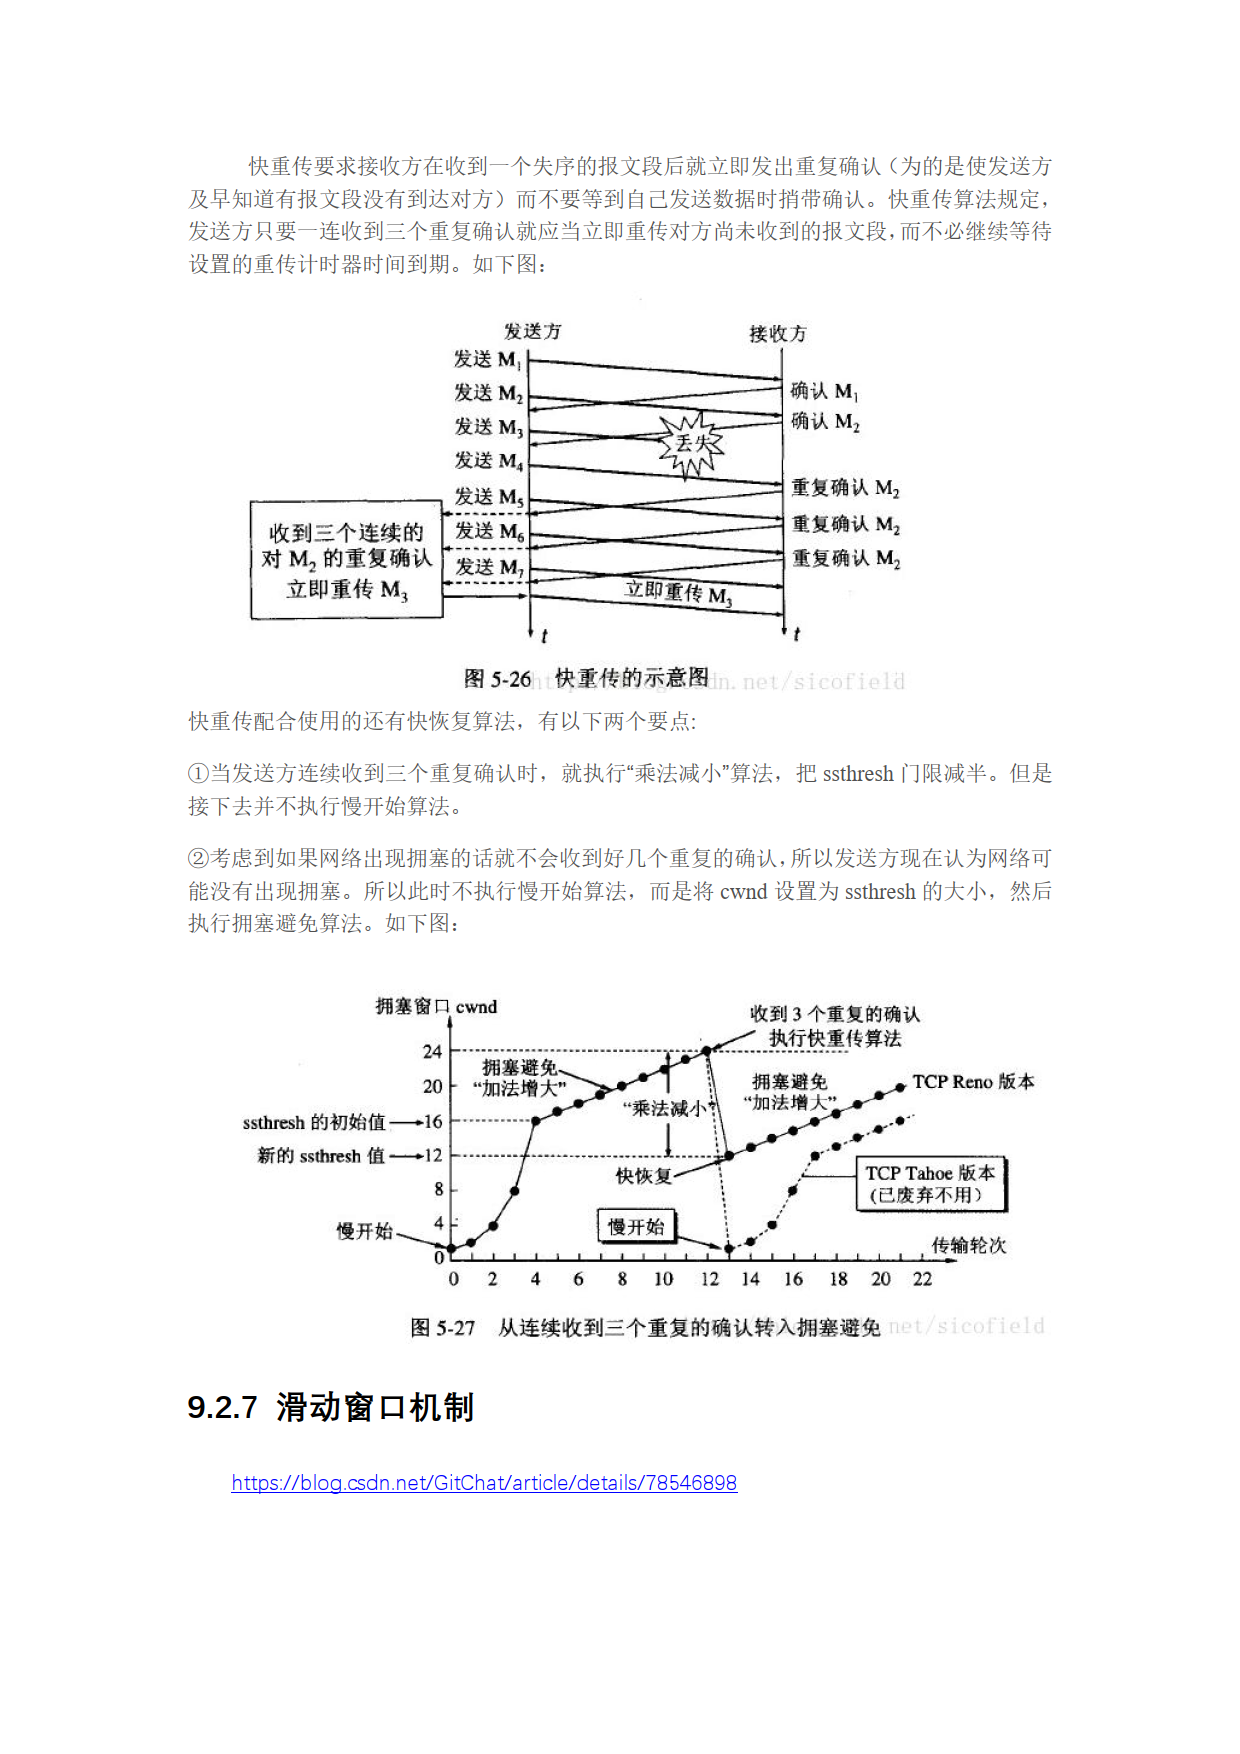 快重传要求接收方在收到一个失序的报文段后就立即发出重复确认（为的是使发送方
及早知道有报文段没有到达对方）而不要等到自己发送数据时捎带确认。快重传算法规定，
发送方只要一连收到三个重复确认就应当立即重传对方尚未收到的报文段，而不必继续等待
设置的重传计时器时间到期。如下图：
发送方
接收方
发送 M1
发送 M2
确认 M1
确认 M2
发送 M3
丢失
发送 M4
重复确认 M2
发送 M5
重复确认 M2
发送 M6
重复确认 M2
发送 M7
收到三个连续的
对 M2 的重复确认
立即重传 M3
立即重传 M3
t
t
图 5-26 快重传的示意图
快重传配合使用的还有快恢复算法，有以下两个要点:
①当发送方连续收到三个重复确认时，就执行“乘法减小”算法，把 ssthresh 门限减半。但是
接下去并不执行慢开始算法。
②考虑到如果网络出现拥塞的话就不会收到好几个重复的确认，所以发送方现在认为网络可
能没有出现拥塞。所以此时不执行慢开始算法，而是将 cwnd 设置为 ssthresh 的大小，然后
执行拥塞避免算法。如下图：
拥塞窗口 cwnd
收到 3 个重复的确认
执行快重传算法
24
拥塞避免
“加法增大”
20
拥塞避免
“加法增大”
TCP Reno 版本
“乘法减小”
ssthresh 的初始值
16
新的 ssthresh 值
12
快恢复
TCP Tahoe 版本
(已废弃不用)
8
慢开始
4
慢开始
0
传输轮次
0 2 4 6 8 10 12 14 16 18 20 22
图 5-27 从连续收到三个重复的确认转入拥塞避免
net/sicofield
9.2.7 滑动窗口机制
https://blog.csdn.net/GitChat/article/details/78546898